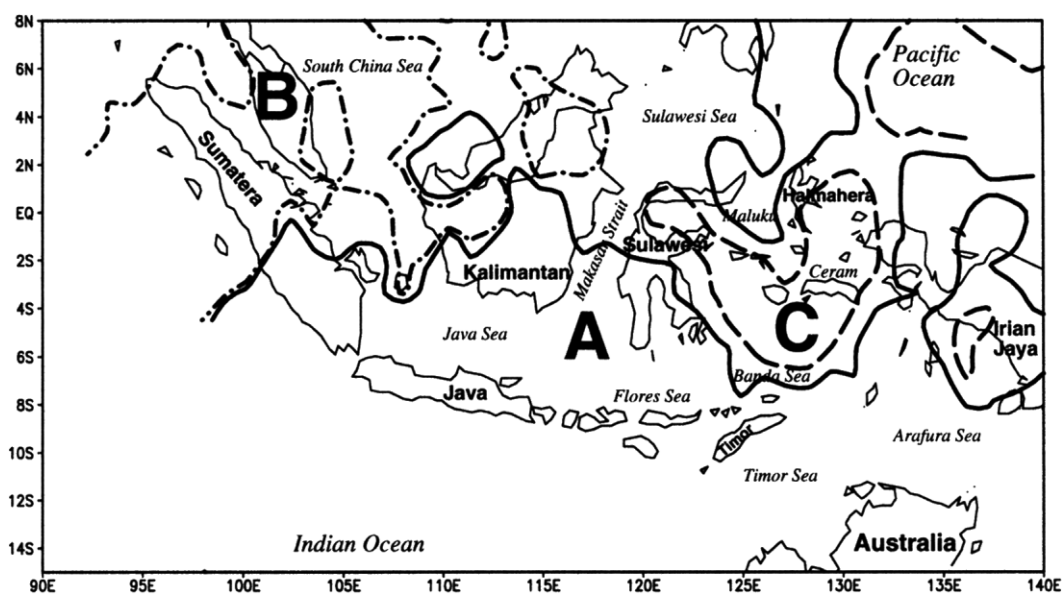 8N
6N
4N
2N
EQ
2S
4S
6S
8S
10S
12S
14S
South China Sea
Pacific
Ocean
B
Sulawesi Sea
Sumatera
Halmahera
Maluku
Makasar Strait
Sulawesi
Kalimantan
Ceram
Java Sea
A
C
Irian
Jaya
Banda Sea
Java
Flores Sea
Timor
Arafura Sea
Timor Sea
Indian Ocean
Australia
90E 95E 100E 105E 110E 115E 120E 125E 130E 135E 140E